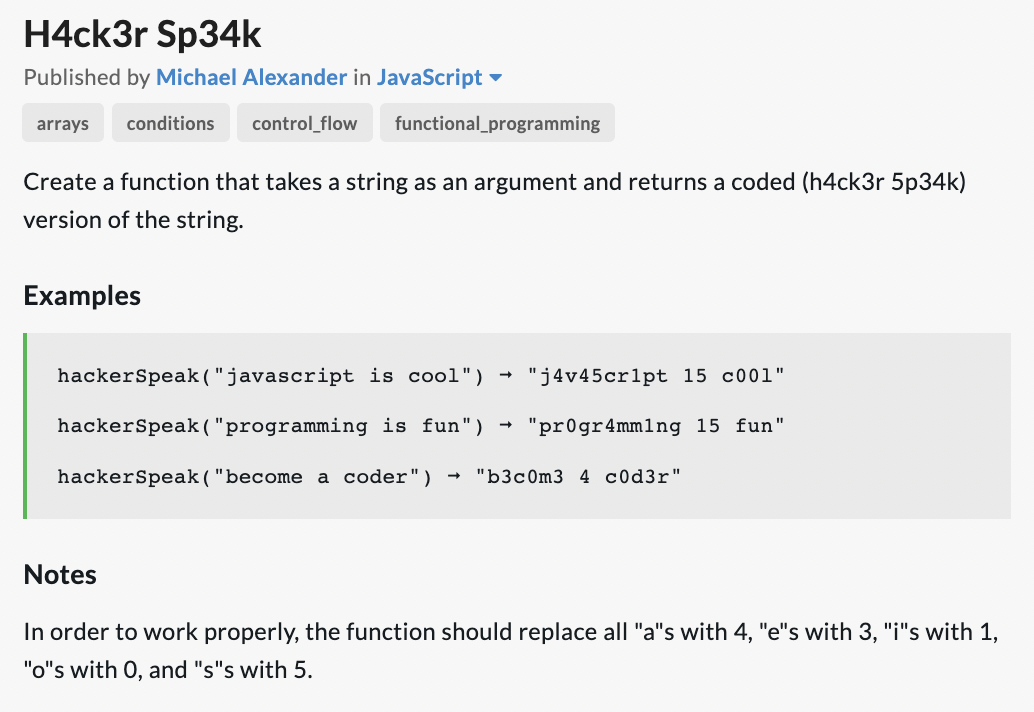 H4ck3r Sp34k
Published by Michael Alexander in JavaScript
arrays conditions control_flow functional_programming
Create a function that takes a string as an argument and returns a coded (h4ck3r 5p34k)
version of the string.
Examples
hackerSpeak("javascript is cool") → "j4v45cr1pt 15 c00l"
hackerSpeak("programming is fun") → "pr0gr4mm1ng 15 fun"
hackerSpeak("become a coder") → "b3c0m3 4 c0d3r"
Notes
In order to work properly, the function should replace all "a"s with 4, "e"s with 3, "i"s with 1,
"o"s with 0, and "s"s with 5.